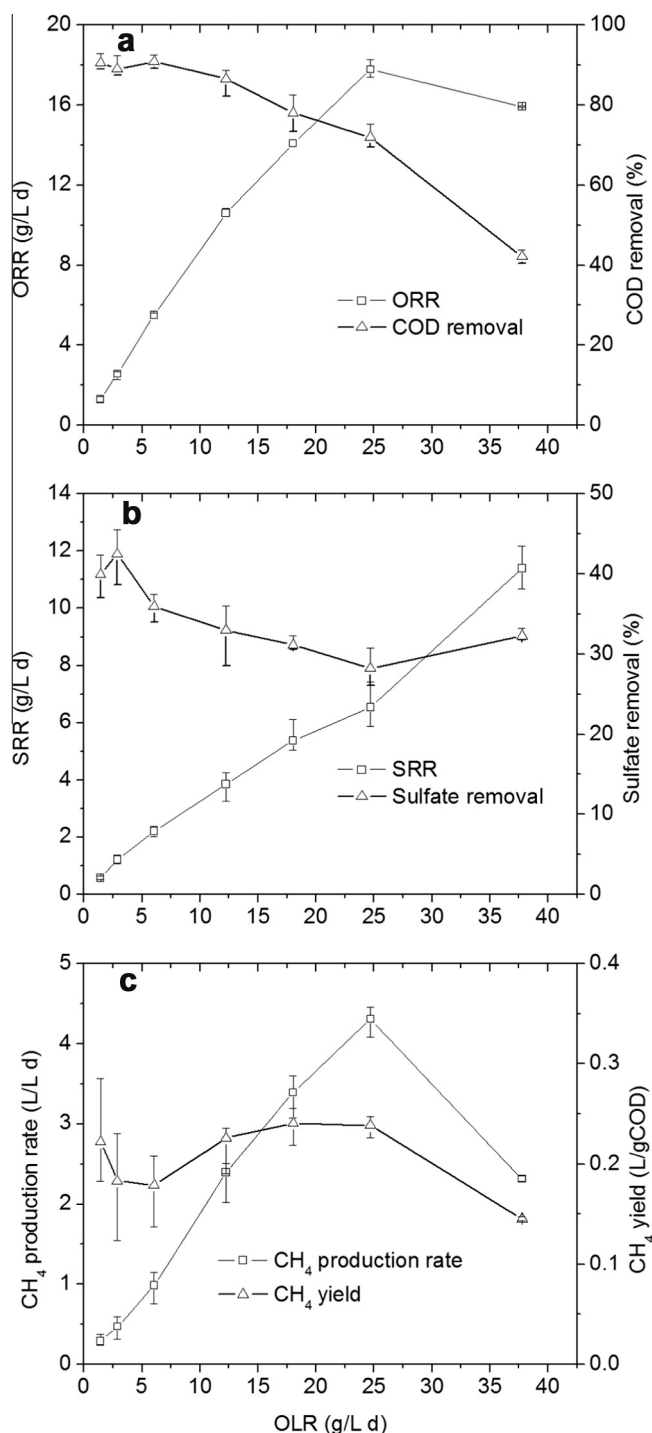 a
20
16
12
8
4
0
ORR (g/L d)
100
80
60
40
20
0
COD removal (%)
ORR
COD removal
0 5 10 15 20 25 30 35 40
b
14
12
10
8
6
4
2
0
SRR (g/L d)
50
40
30
20
10
0
Sulfate removal (%)
SRR
Sulfate removal
0 5 10 15 20 25 30 35 40
c
5
4
3
2
1
0
CH₄ production rate (L/L d)
0.4
0.3
0.2
0.1
0.0
CH₄ yield (L/gCOD)
CH₄ production rate
CH₄ yield
0 5 10 15 20 25 30 35 40
OLR (g/L d)